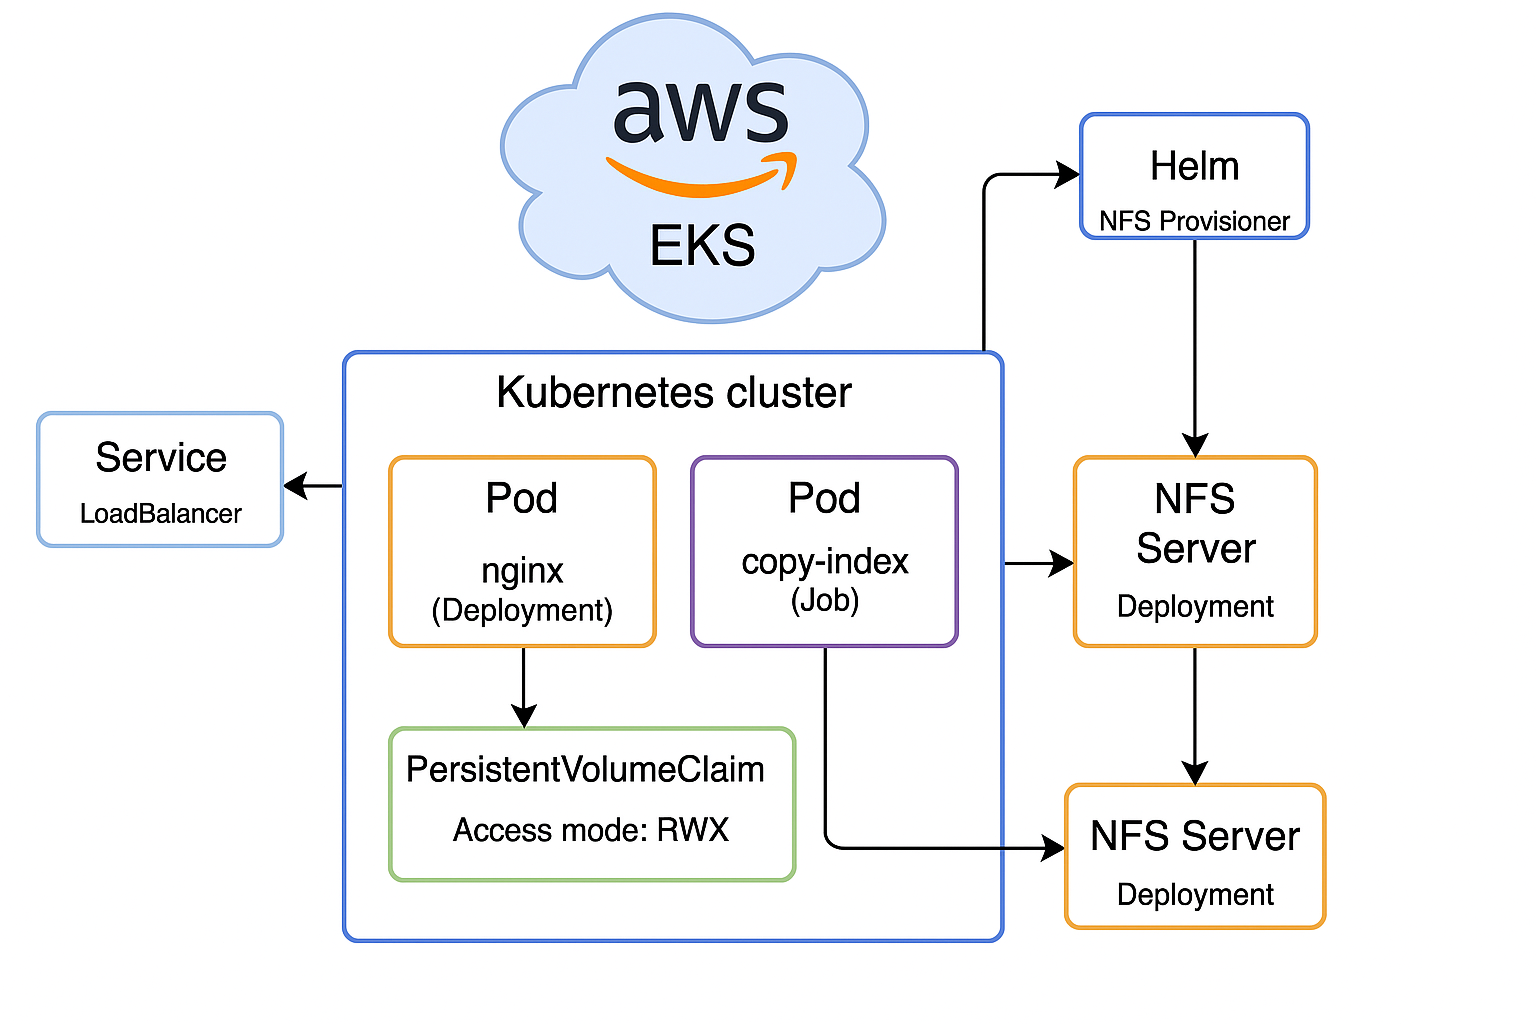 aws
EKS
Helm
NFS Provisioner
Kubernetes cluster
Service
LoadBalancer
Pod
nginx
(Deployment)
Pod
copy-index
(Job)
NFS
Server
Deployment
PersistentVolumeClaim
Access mode: RWX
NFS Server
Deployment